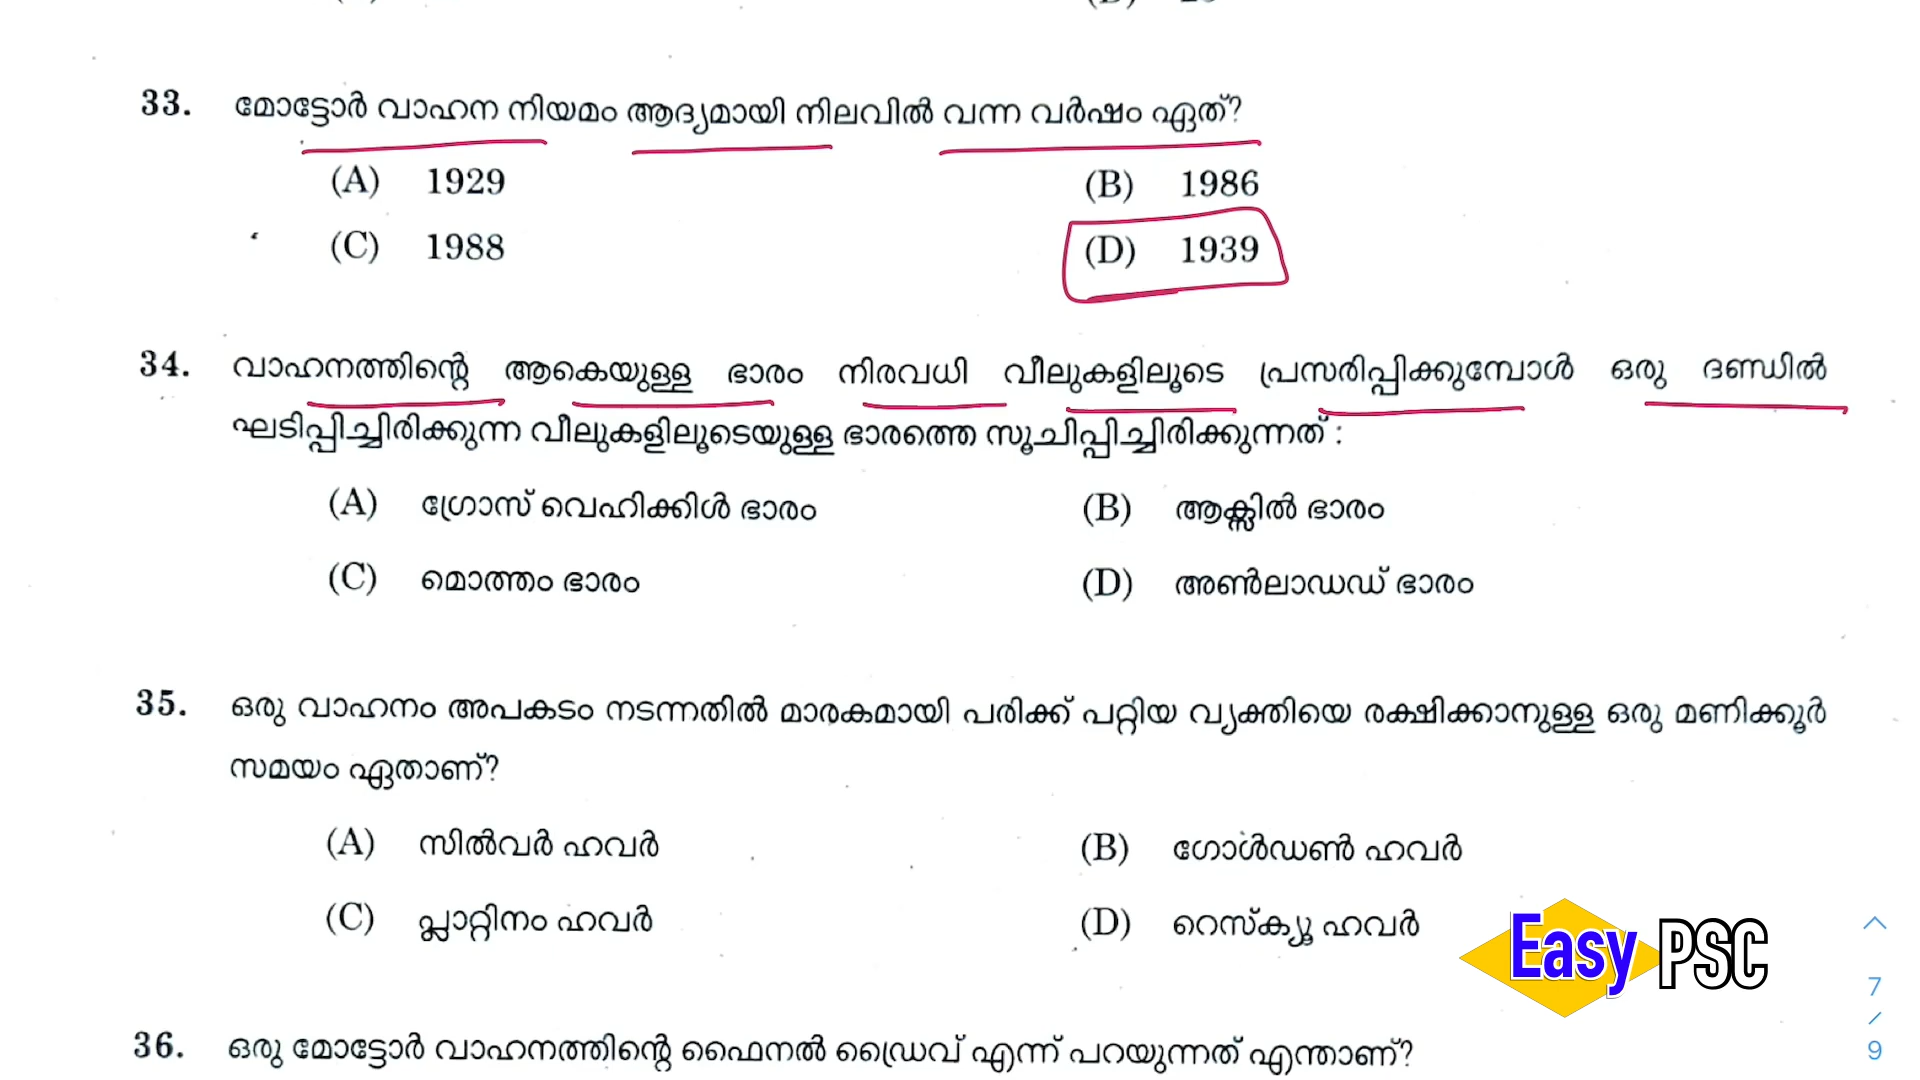 33. മോട്ടോർ വാഹന നിയമം ആദ്യമായി നിലവിൽ വന്ന വർഷം ഏത്?
(A) 1929 (B) 1986
(C) 1988 (D) 1939
34. വാഹനത്തിന്റെ ആകെയുള്ള ഭാരം നിരവധി വീലുകളിലൂടെ പ്രസരിപ്പിക്കുമ്പോൾ ഒരു ദണ്ഡിൽ
ഘടിപ്പിച്ചിരിക്കുന്ന വീലുകളിലൂടെയുള്ള ഭാരത്തെ സൂചിപ്പിച്ചിരിക്കുന്നത് :
(A) ഗ്രോസ് വെഹിക്കിൾ ഭാരം (B) ആക്സിൽ ഭാരം
(C) മൊത്തം ഭാരം (D) അൺലാഡഡ് ഭാരം
35. ഒരു വാഹനം അപകടം നടന്നതിൽ മാരകമായി പരിക്ക് പറ്റിയ വ്യക്തിയെ രക്ഷിക്കാനുള്ള ഒരു മണിക്കൂർ
സമയം ഏതാണ്?
(A) സിൽവർ ഹവർ (B) ഗോൾഡൺ ഹവർ
(C) പ്ലാറ്റിനം ഹവർ (D) റെസ്ക്യൂ ഹവർ
Easy PSC
7
/
9
36. ഒരു മോട്ടോർ വാഹനത്തിന്റെ ഫൈനൽ ഡ്രൈവ് എന്ന് പറയുന്നത് എന്താണ്?